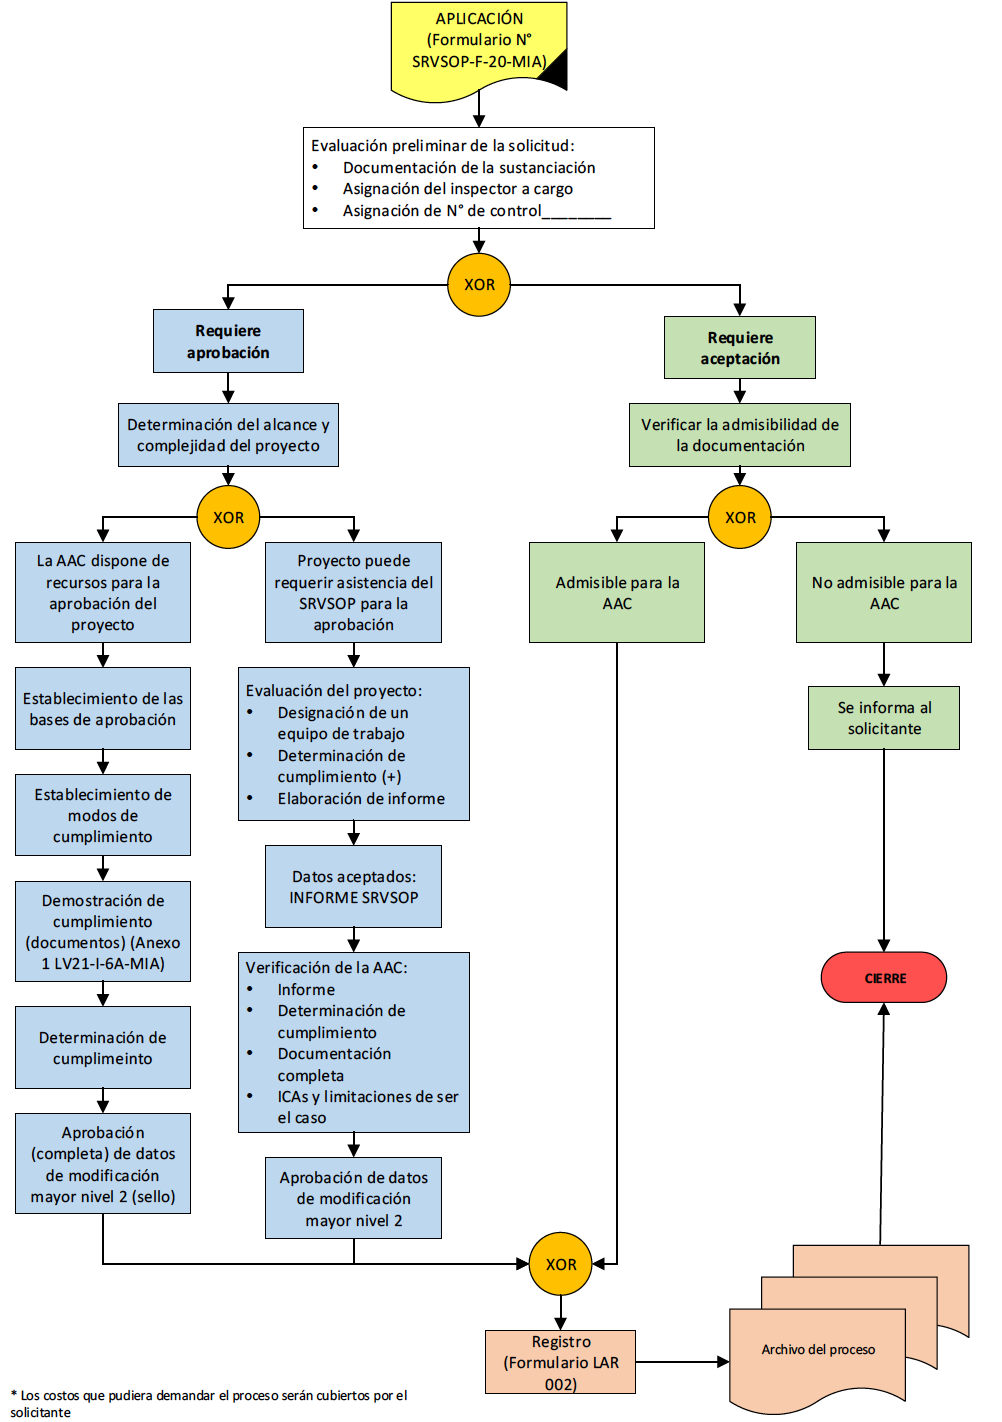 APLICACIÓN
(Formulario N°
SRVSOP-F-20-MIA)
Evaluación preliminar de la solicitud:
• Documentación de la sustanciación
• Asignación del inspector a cargo
• Asignación de N° de control________
XOR
Requiere
aprobación
Requiere
aceptación
Determinación del alcance y
complejidad del proyecto
Verificar la admisibilidad de
la documentación
XOR
XOR
La AAC dispone de
recursos para la
aprobación del
proyecto
Proyecto puede
requerir asistencia del
SRVSOP para la
aprobación
Admisible para la
AAC
No admisible para la
AAC
Establecimiento de las
bases de aprobación
Evaluación del proyecto:
• Designación de un
equipo de trabajo
• Determinación de
cumplimiento (+)
• Elaboración de informe
Se informa al
solicitante
Establecimiento de
modos de
cumplimiento
Datos aceptados:
INFORME SRVSOP
Demostración de
cumplimiento
(documentos) (Anexo
1 LV21-I-6A-MIA)
Verificación de la AAC:
• Informe
• Determinación de
cumplimiento
• Documentación
completa
• ICAs y limitaciones de ser
el caso
CIERRE
Determinación de
cumplimeinto
Aprobación
(completa) de datos
de modificación
mayor nivel 2 (sello)
Aprobación de datos
de modificación
mayor nivel 2
XOR
Registro
(Formulario LAR
002)
Archivo del proceso
* Los costos que pudiera demandar el proceso serán cubiertos por el
solicitante